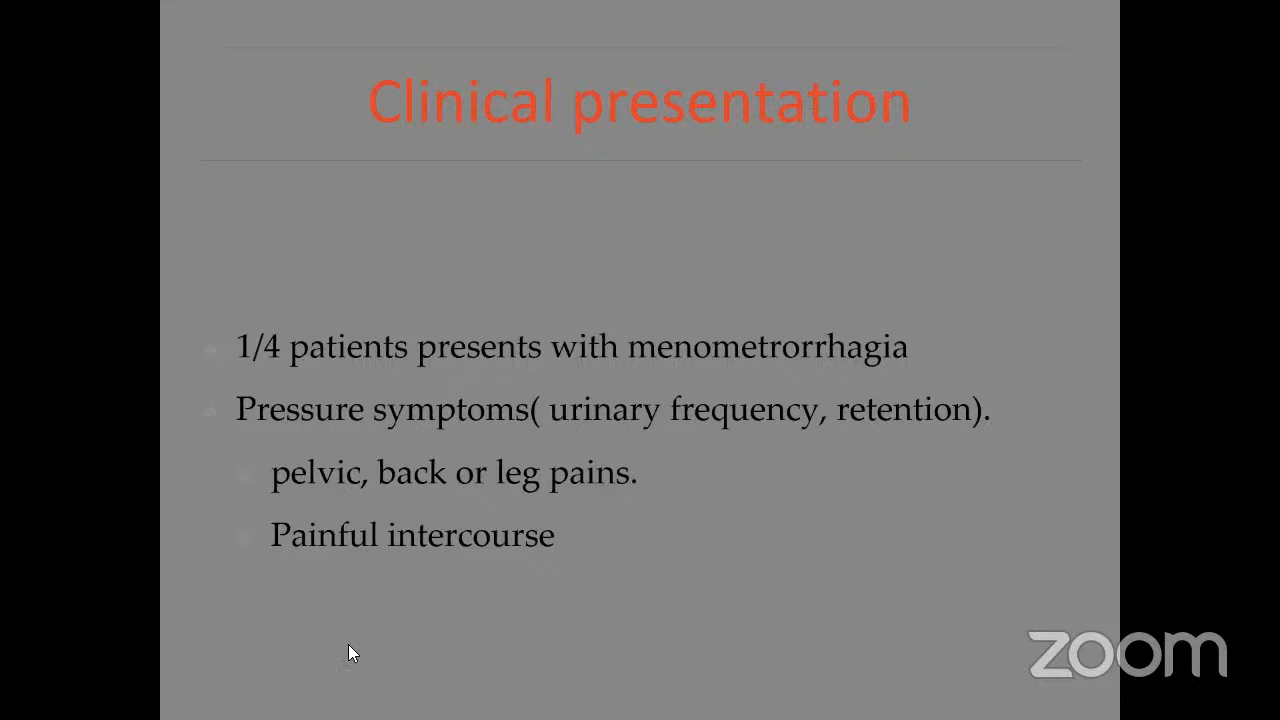 Clinical presentation
1/4 patients presents with menometrorrhagia
Pressure symptoms( urinary frequency, retention).
pelvic, back or leg pains.
Painful intercourse
zoom